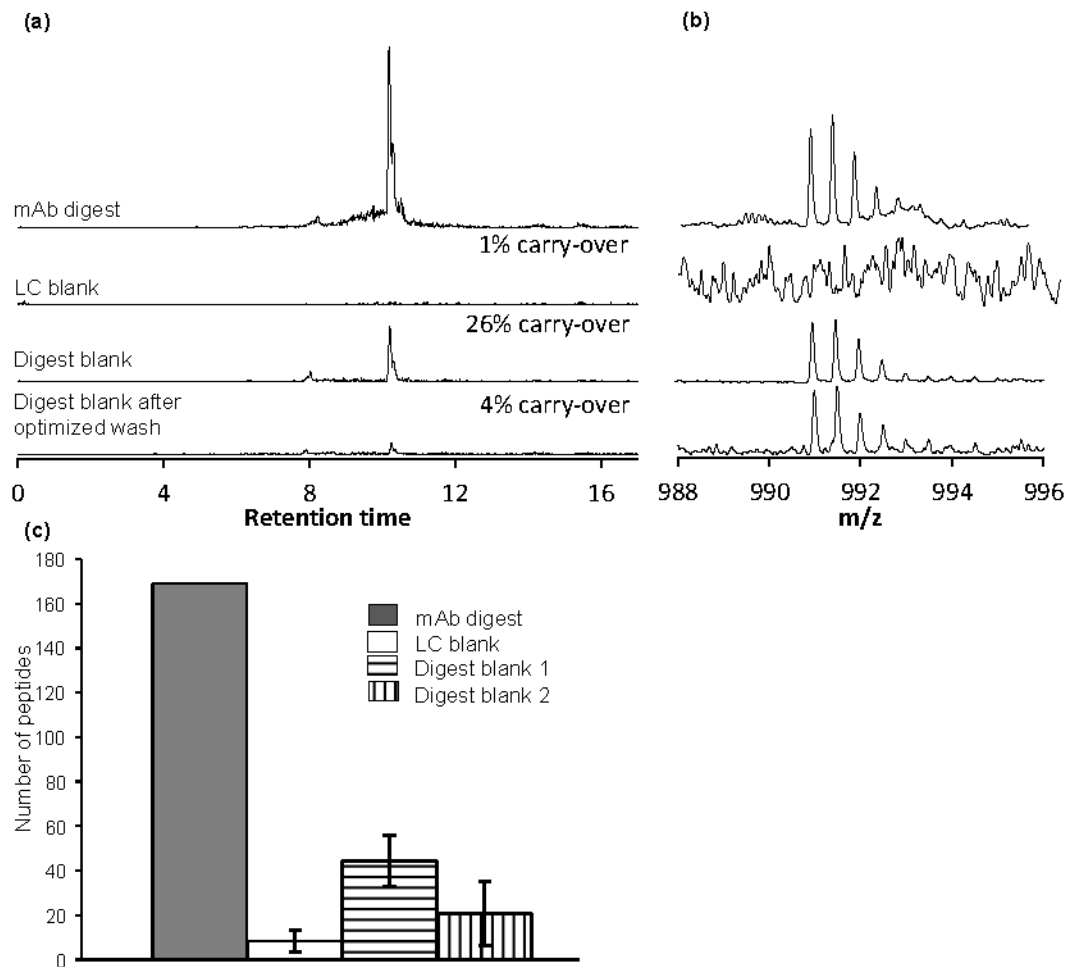 (a)
(b)
mAb digest
1% carry-over
LC blank
26% carry-over
Digest blank
4% carry-over
Digest blank after
optimized wash
0 4 8 12 16
Retention time
988 990 992 994 996
m/z
(c)
180
160
140
120
100
80
60
40
20
0
Number of peptides
mAb digest
LC blank
Digest blank 1
Digest blank 2